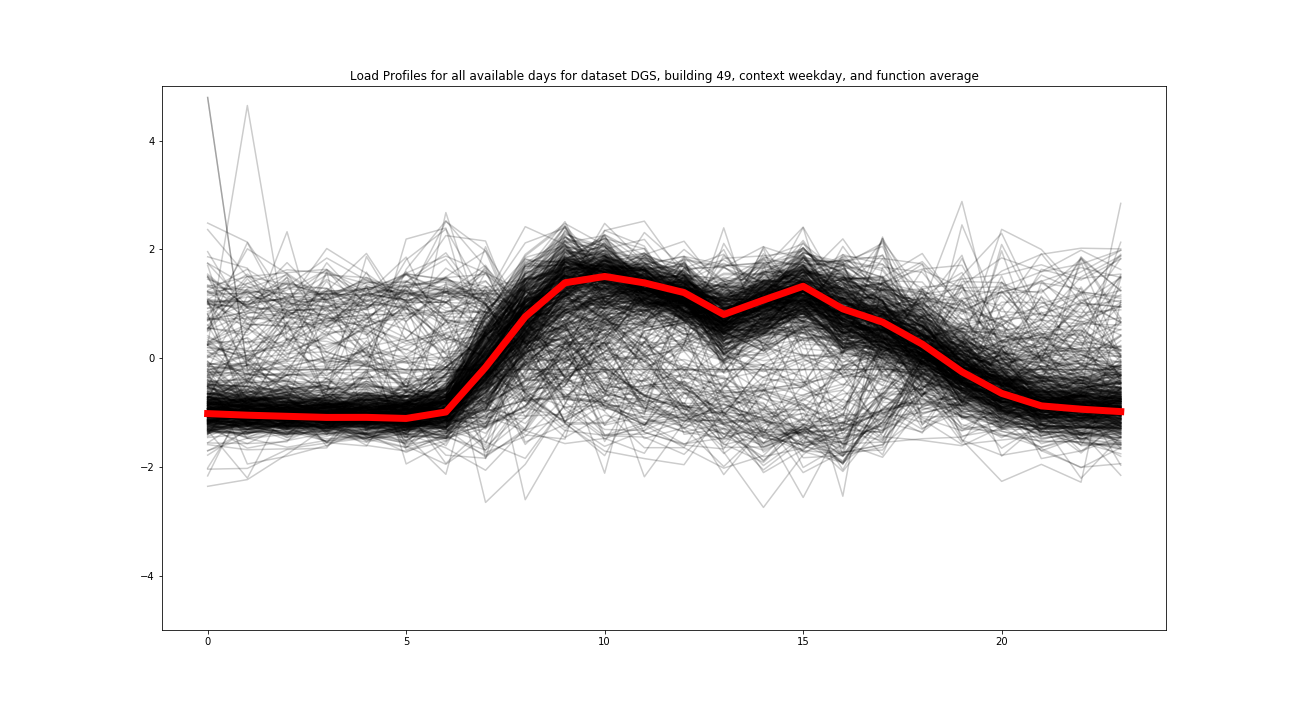 Load Profiles for all available days for dataset DGS, building 49, context weekday, and function average
4
2
0
−2
−4
0 5 10 15 20